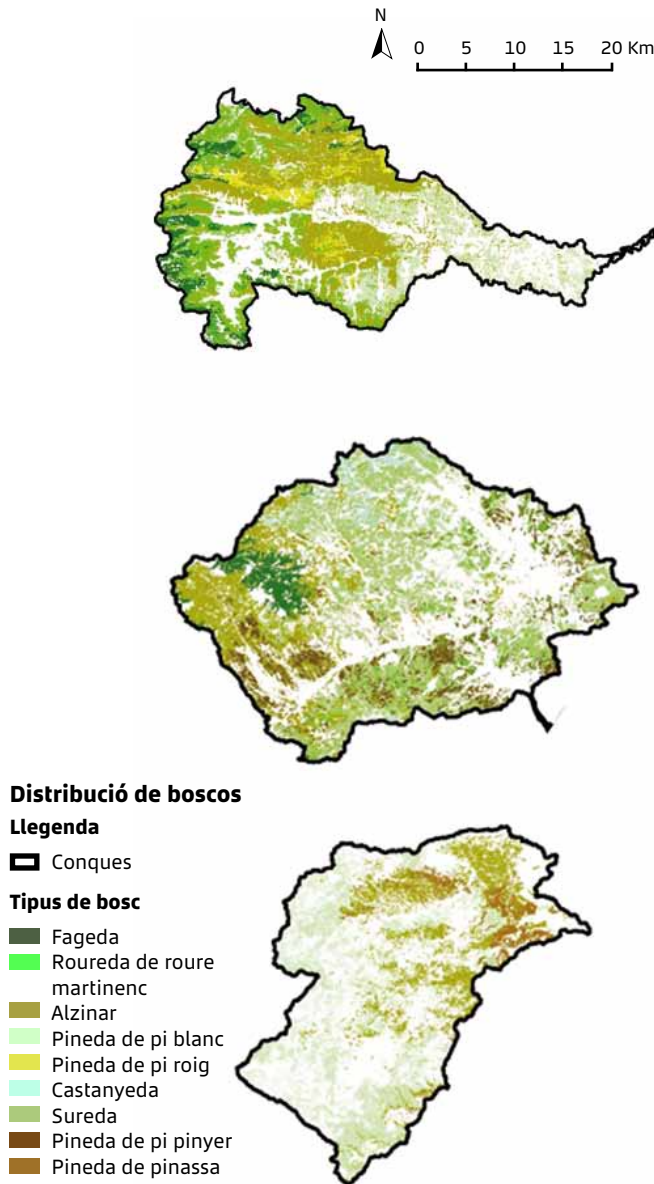 N
0 5 10 15 20 Km
Distribució de boscos
Llegenda
Conques
Tipus de bosc
Fageda
Roureda de roure
martinenc
Alzinar
Pineda de pi blanc
Pineda de pi roig
Castanyeda
Sureda
Pineda de pi pinyer
Pineda de pinassa